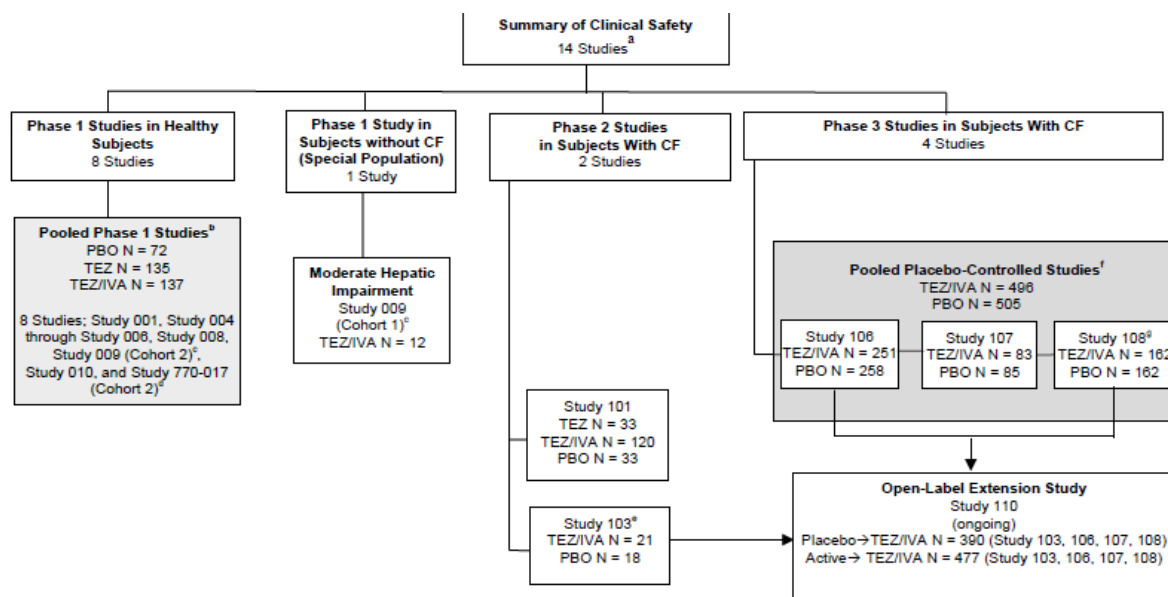 Summary of Clinical Safety
14 Studies^a
Phase 1 Studies in Healthy
Subjects
8 Studies
Phase 1 Study in
Subjects without CF
(Special Population)
1 Study
Phase 2 Studies
in Subjects With CF
2 Studies
Phase 3 Studies in Subjects With CF
4 Studies
Pooled Phase 1 Studies^b
PBO N = 72
TEZ N = 135
TEZ/IVA N = 137
8 Studies; Study 001, Study 004
through Study 006, Study 008,
Study 009 (Cohort 2)^c,
Study 010, and Study 770-017
(Cohort 2)^d
Moderate Hepatic
Impairment
Study 009
(Cohort 1)^c
TEZ/IVA N = 12
Pooled Placebo-Controlled Studies^f
TEZ/IVA N = 496
PBO N = 505
Study 106
TEZ/IVA N = 251
PBO N = 258
Study 107
TEZ/IVA N = 83
PBO N = 85
Study 108^g
TEZ/IVA N = 162
PBO N = 162
Study 101
TEZ N = 33
TEZ/IVA N = 120
PBO N = 33
Study 103^e
TEZ/IVA N = 21
PBO N = 18
Open-Label Extension Study
Study 110
(ongoing)
Placebo→TEZ/IVA N = 390 (Study 103, 106, 107, 108)
Active→ TEZ/IVA N = 477 (Study 103, 106, 107, 108)